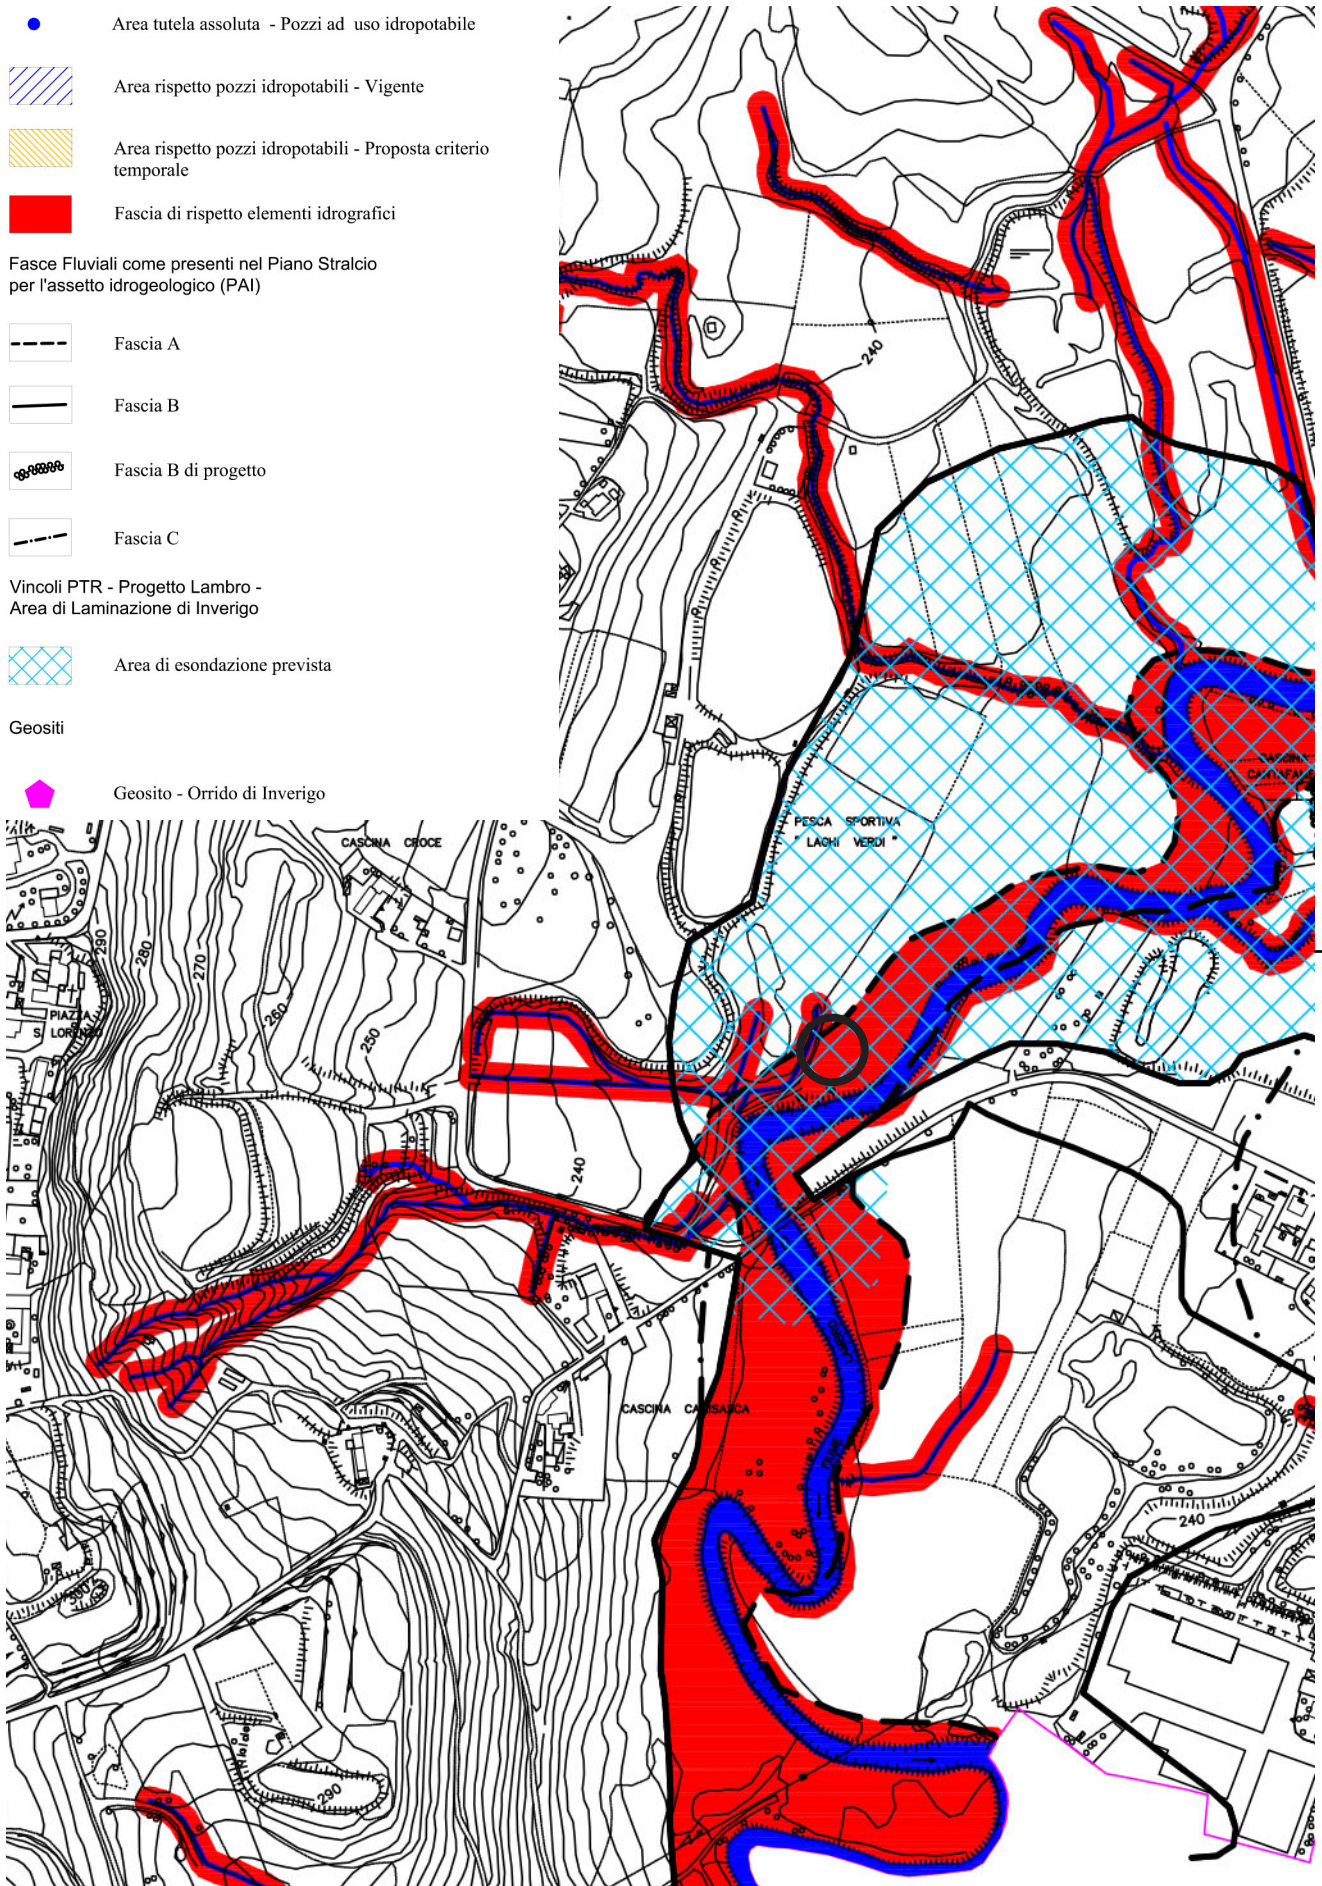 Area tutela assoluta - Pozzi ad uso idropotabile
Area rispetto pozzi idropotabili - Vigente
Area rispetto pozzi idropotabili - Proposta criterio
temporale
Fascia di rispetto elementi idrografici
Fasce Fluviali come presenti nel Piano Stralcio
per l'assetto idrogeologico (PAI)
Fascia A
Fascia B
Fascia B di progetto
Fascia C
Vincoli PTR - Progetto Lambro -
Area di Laminazione di Inverigo
Area di esondazione prevista
Geositi
Geosito - Orrido di Inverigo
240
CASCINA
PESCA SPORTIVA
" LAGHI VERDI "
CASCINA CROCE
290
280
270
260
250
PIAZZA
S. LORENZO
240
LAMBRO
FIUME
CASCINA CARISASCA
240
290